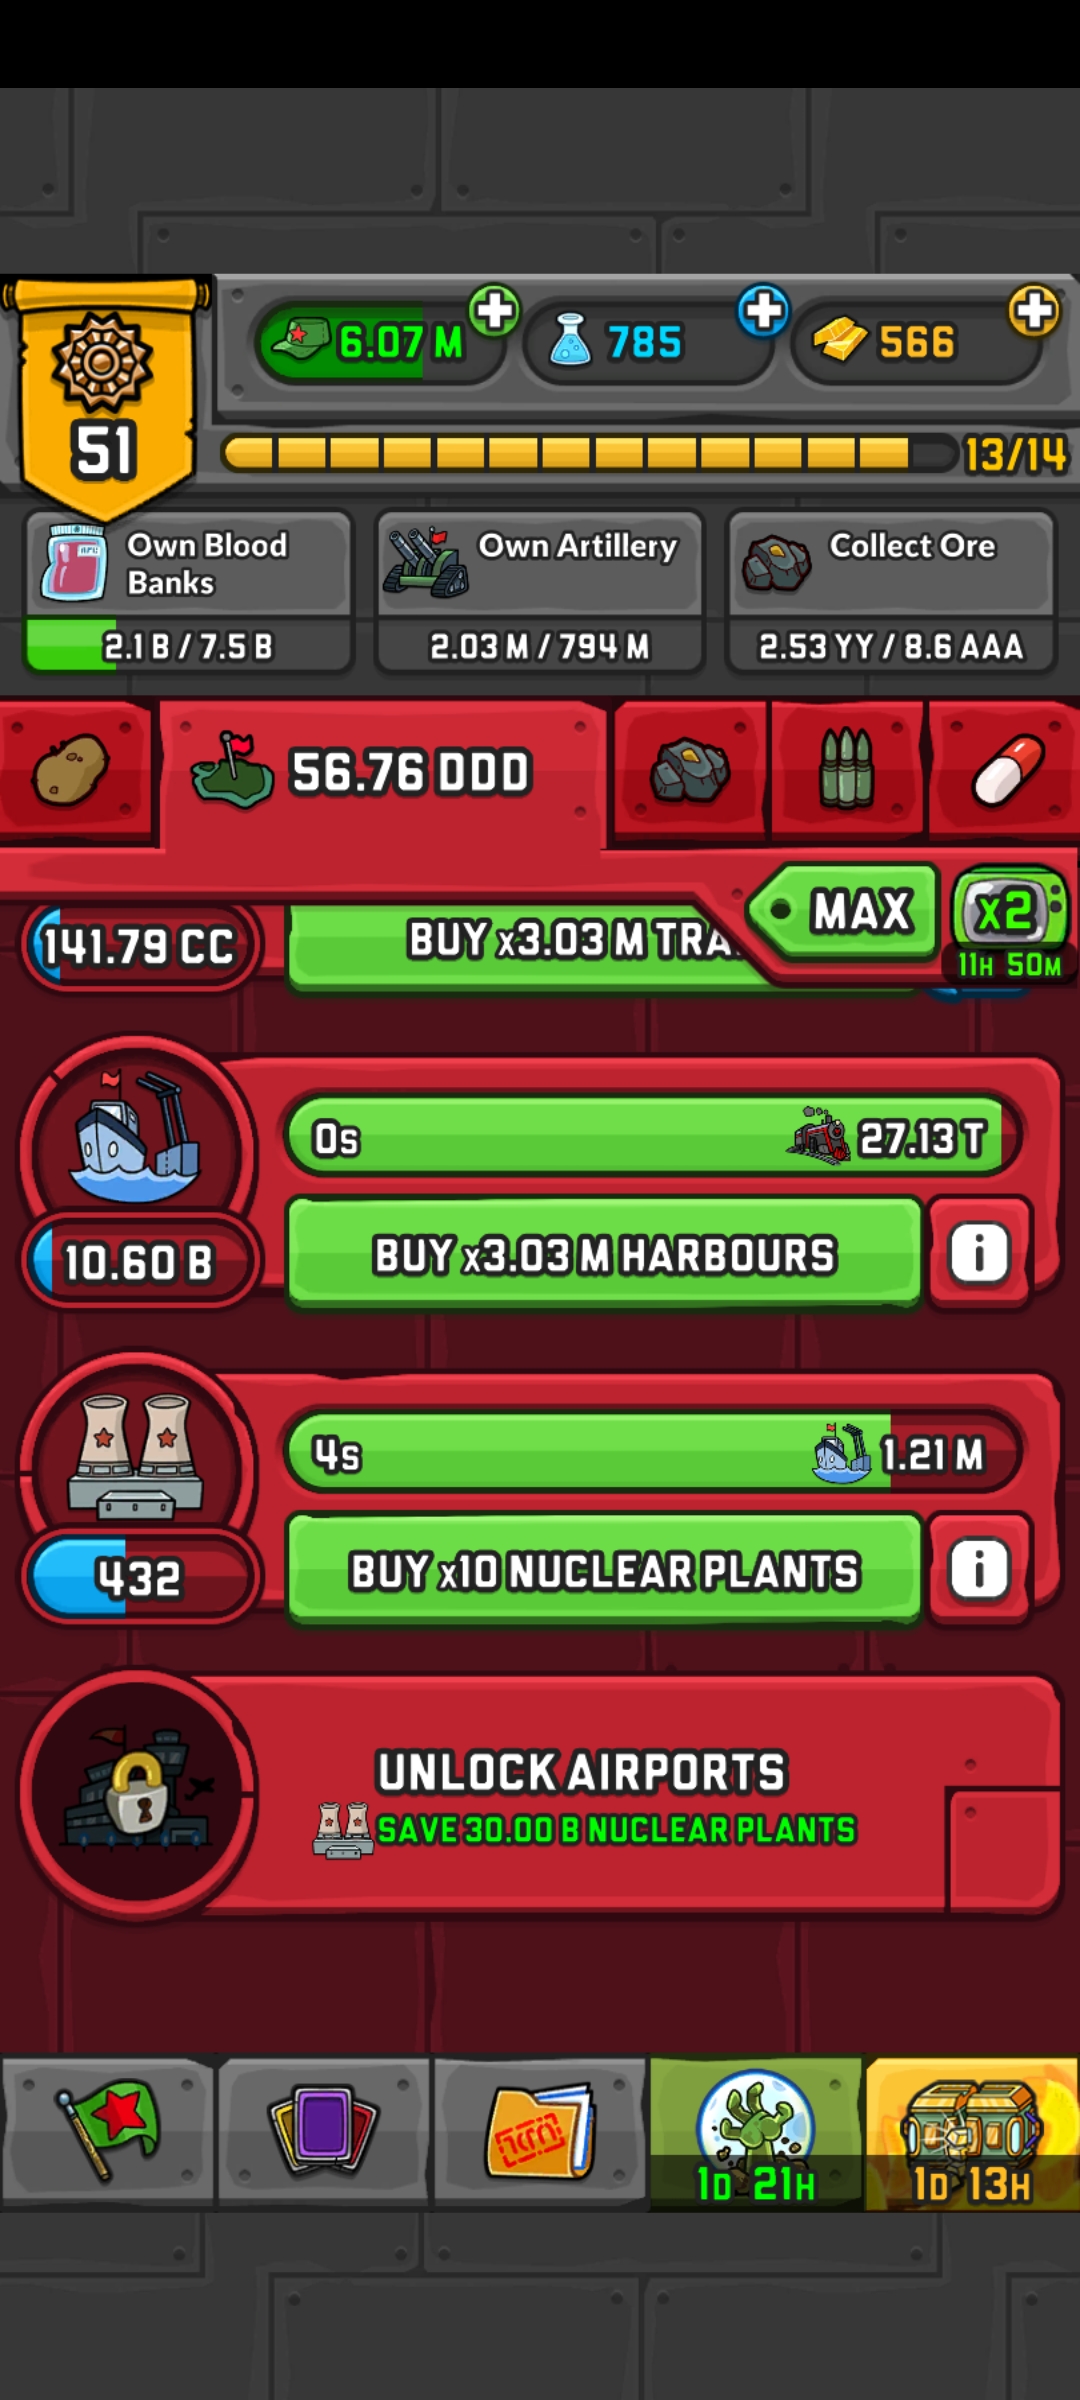 6.07 M
785
566
51
13/14
Own Blood
Banks
2.1 B / 7.5 B
Own Artillery
2.03 M / 794 M
Collect Ore
2.53 YY / 8.6 AAA
56.76 DDD
MAX
x2
11H 50M
141.79 CC
BUY x3.03 M TRA
0s
27.13 T
10.60 B
BUY x3.03 M HARBOURS
i
4s
1.21 M
432
BUY x10 NUCLEAR PLANTS
i
UNLOCK AIRPORTS
SAVE 30.00 B NUCLEAR PLANTS
1D 21H
1D 13H